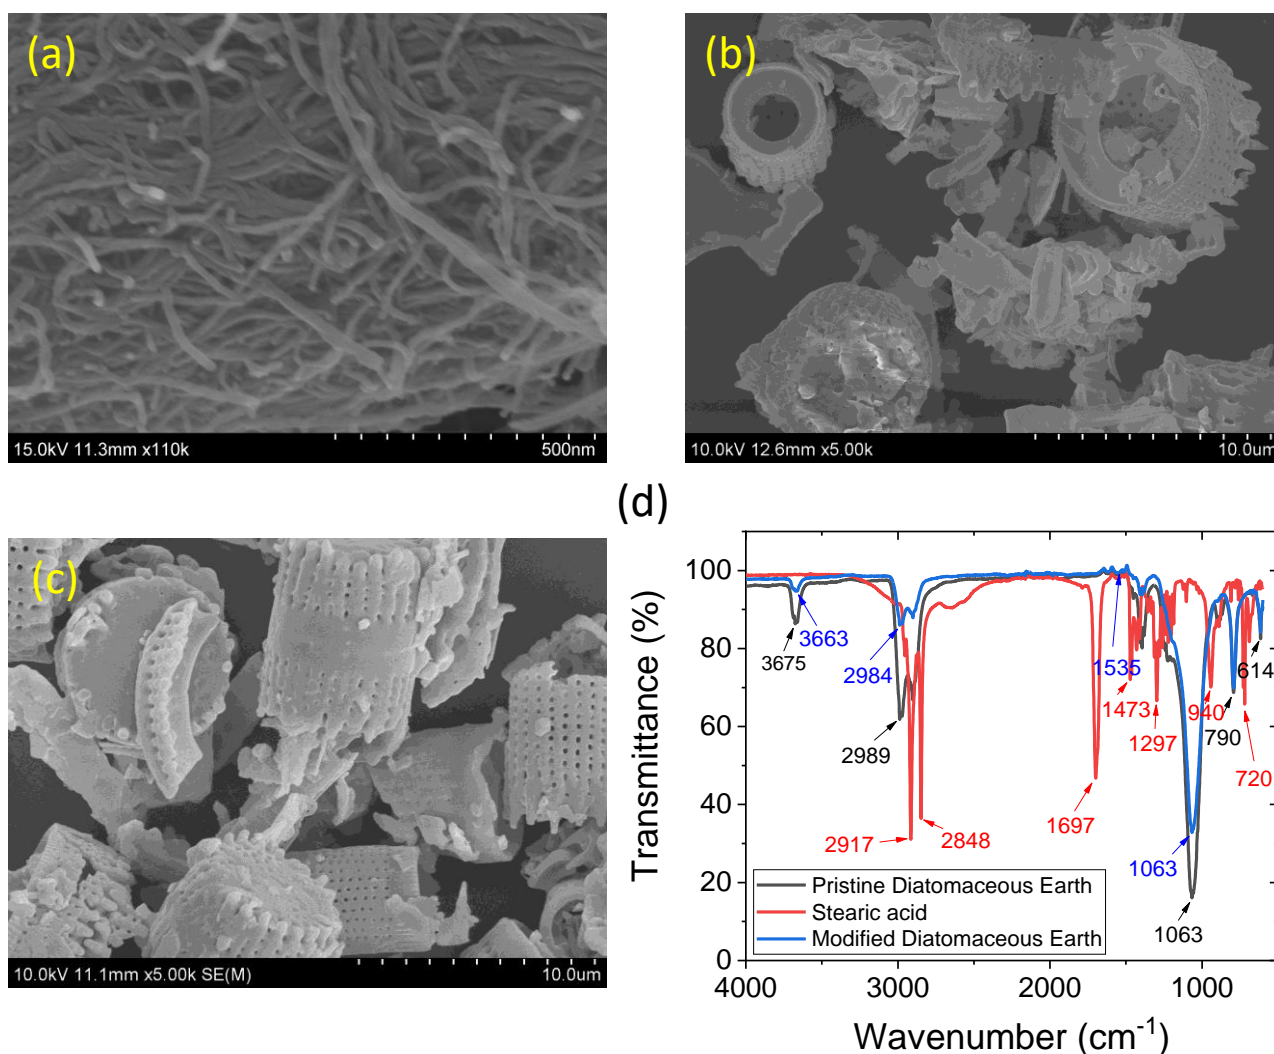 (a)
15.0kV 11.3mm x110k 500nm
(b)
10.0kV 12.6mm x5.00k 10.0um
(c)
10.0kV 11.1mm x5.00k SE(M) 10.0um
(d)
Transmittance (%)
100
80
60
40
20
0
3675
3663
2984
2989
2917
2848
1697
1535
1473
1297
940
790
614
720
1063
1063
Pristine Diatomaceous Earth
Stearic acid
Modified Diatomaceous Earth
4000 3000 2000 1000
Wavenumber (cm⁻¹)